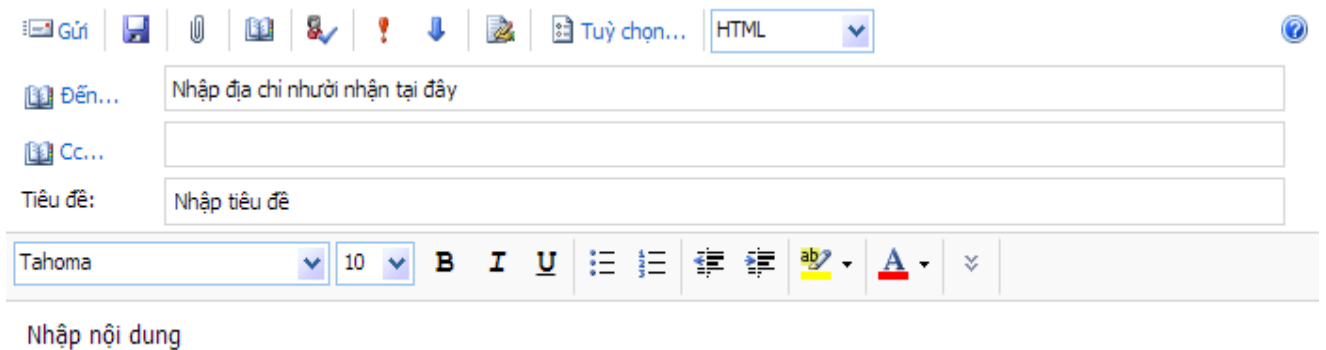 Gửi Tuỳ chọn... HTML
Đến... Nhập địa chỉ nhười nhận tại đây
Cc...
Tiêu đề: Nhập tiêu đề
Tahoma 10 B I U ab A
Nhập nội dung